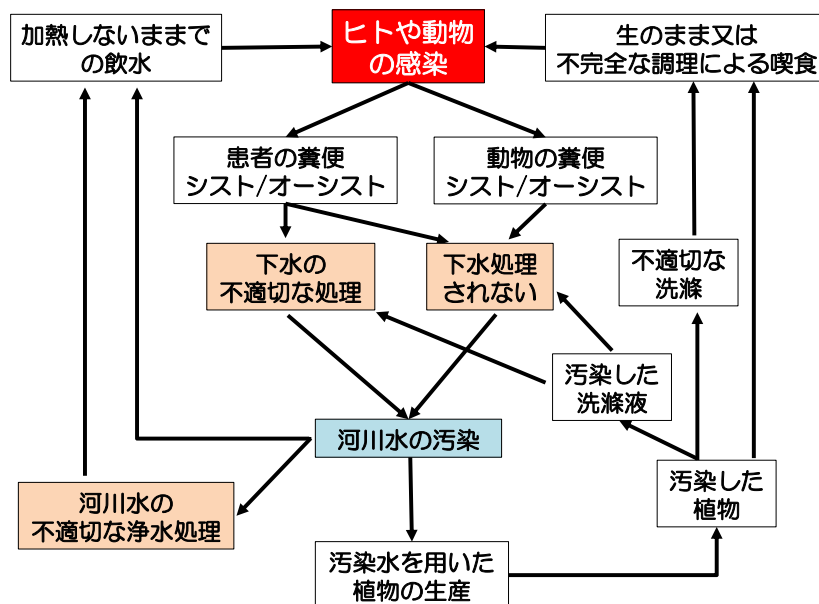 加熱しないままで
の飲水
ヒトや動物
の感染
生のまま又は
不完全な調理による喫食
患者の糞便
シスト/オーシスト
動物の糞便
シスト/オーシスト
下水の
不適切な処理
下水処理
されない
不適切な
洗滌
汚染した
洗滌液
河川水の汚染
汚染した
植物
河川水の
不適切な浄水処理
汚染水を用いた
植物の生産